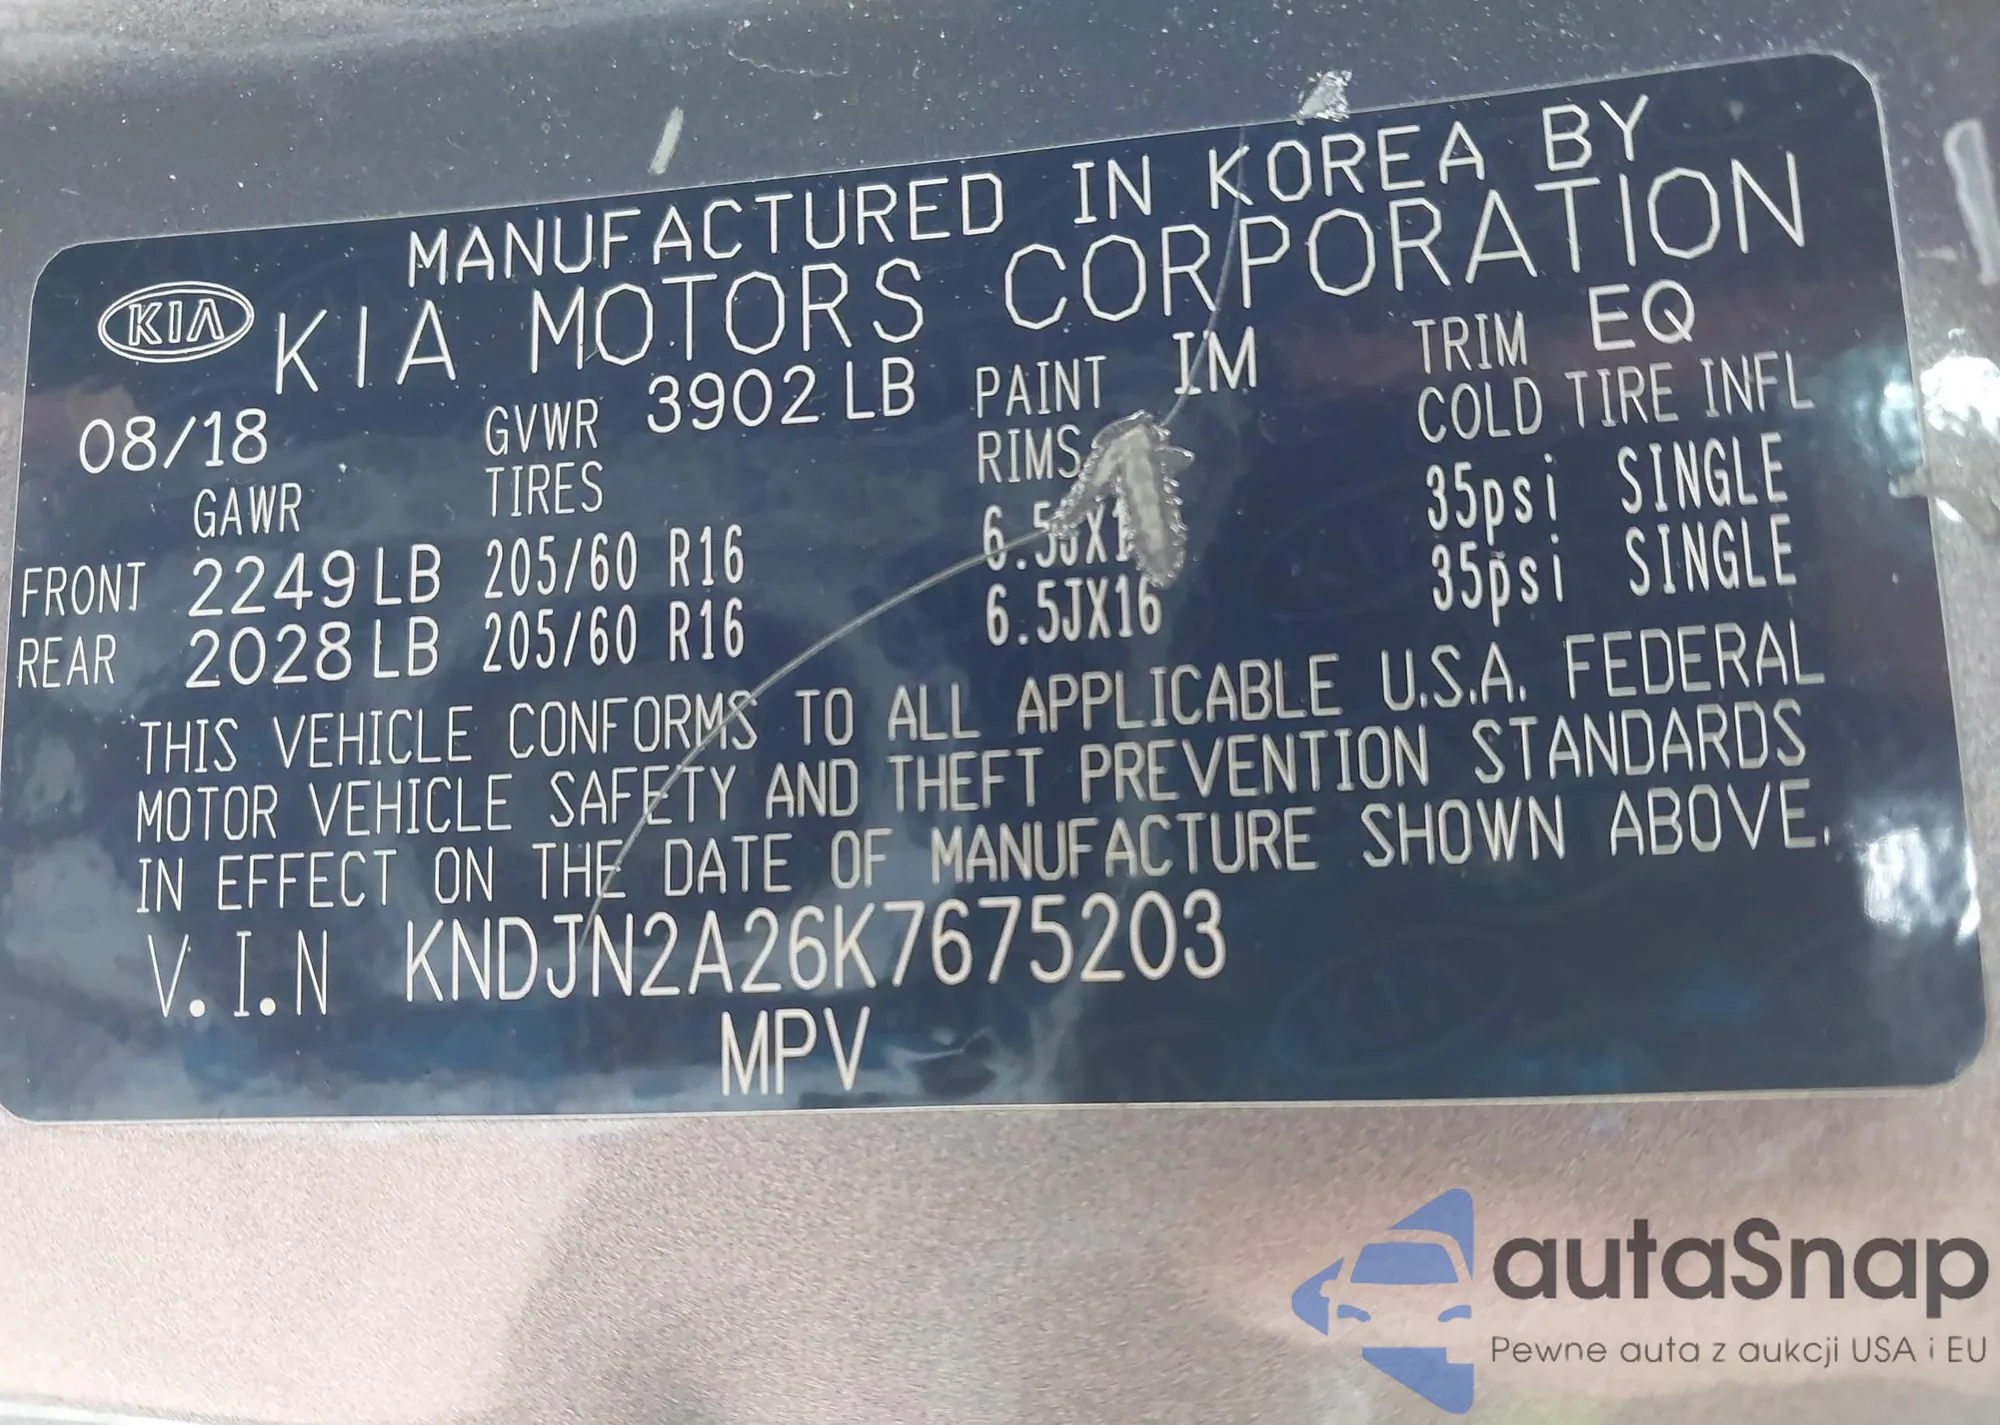 MANUFACTURED IN KOREA BY
KIA KIA MOTORS CORPORATION
08/18 GVWR 3902 LB PAINT IM TRIM EQ
GAWR TIRES RIMS COLD TIRE INFL
FRONT 2249 LB 205/60 R16 6.5JX1 35psi SINGLE
REAR 2028 LB 205/60 R16 6.5JX16 35psi SINGLE
THIS VEHICLE CONFORMS TO ALL APPLICABLE U.S.A. FEDERAL
MOTOR VEHICLE SAFETY AND THEFT PREVENTION STANDARDS
IN EFFECT ON THE DATE OF MANUFACTURE SHOWN ABOVE.
V.I.N KNDJN2A26K7675203
MPV
autaSnap
Pewne auta z aukcji USA i EU